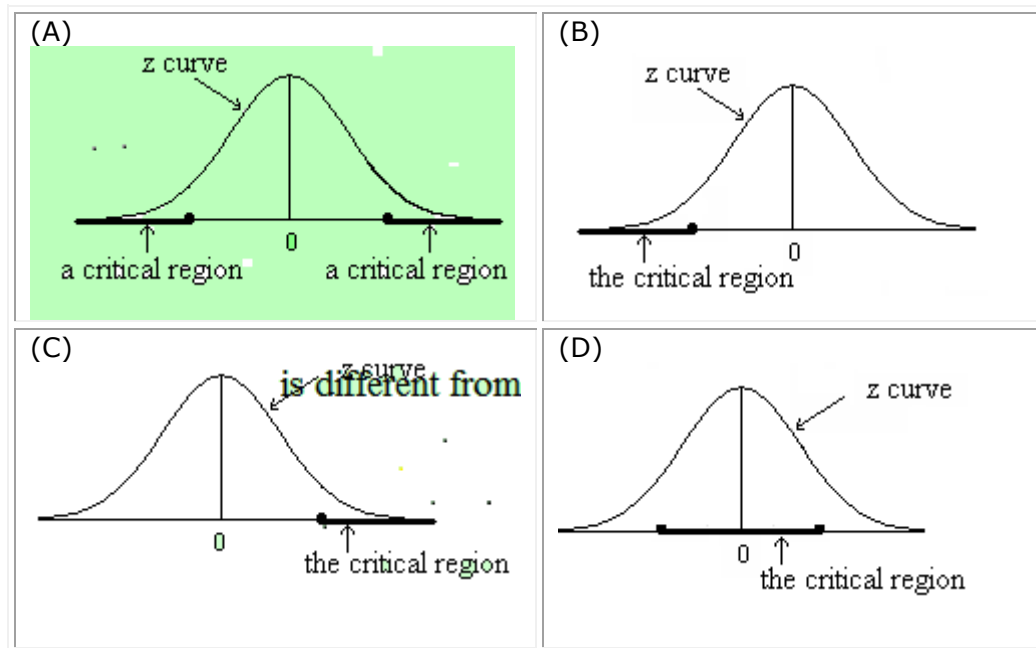 (A)
z curve
0
a critical region a critical region
(B)
z curve
0
the critical region
(C)
z curve
is different from
0
the critical region
(D)
z curve
0
the critical region